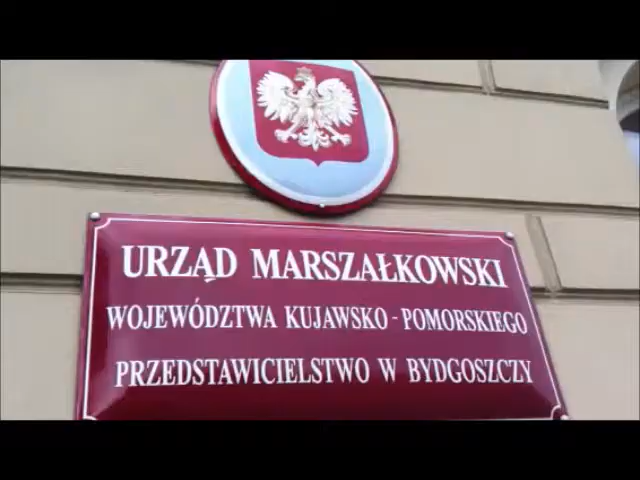 URZĄD MARSZAŁKOWSKI
WOJEWÓDZTWA KUJAWSKO - POMORSKIEGO
PRZEDSTAWICIELSTWO W BYDGOSZCZY